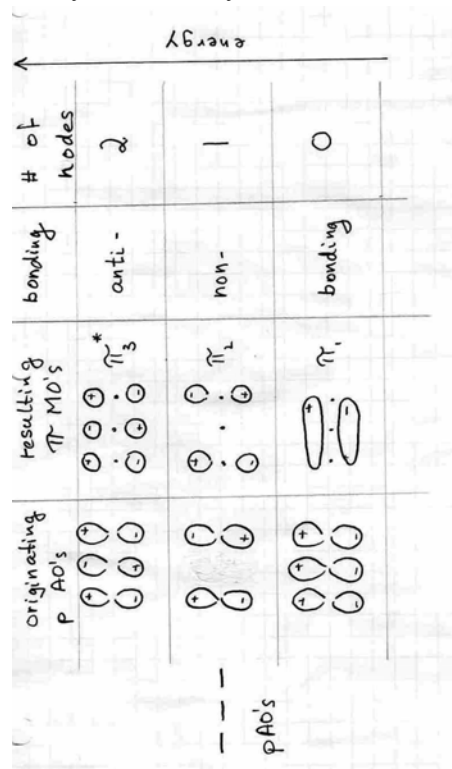 originating
p AO's
resulting
π MO's
bonding
# of
nodes
energy
π₃*
anti-
2
pAO's
π₂
non-
1
π₁
bonding
0